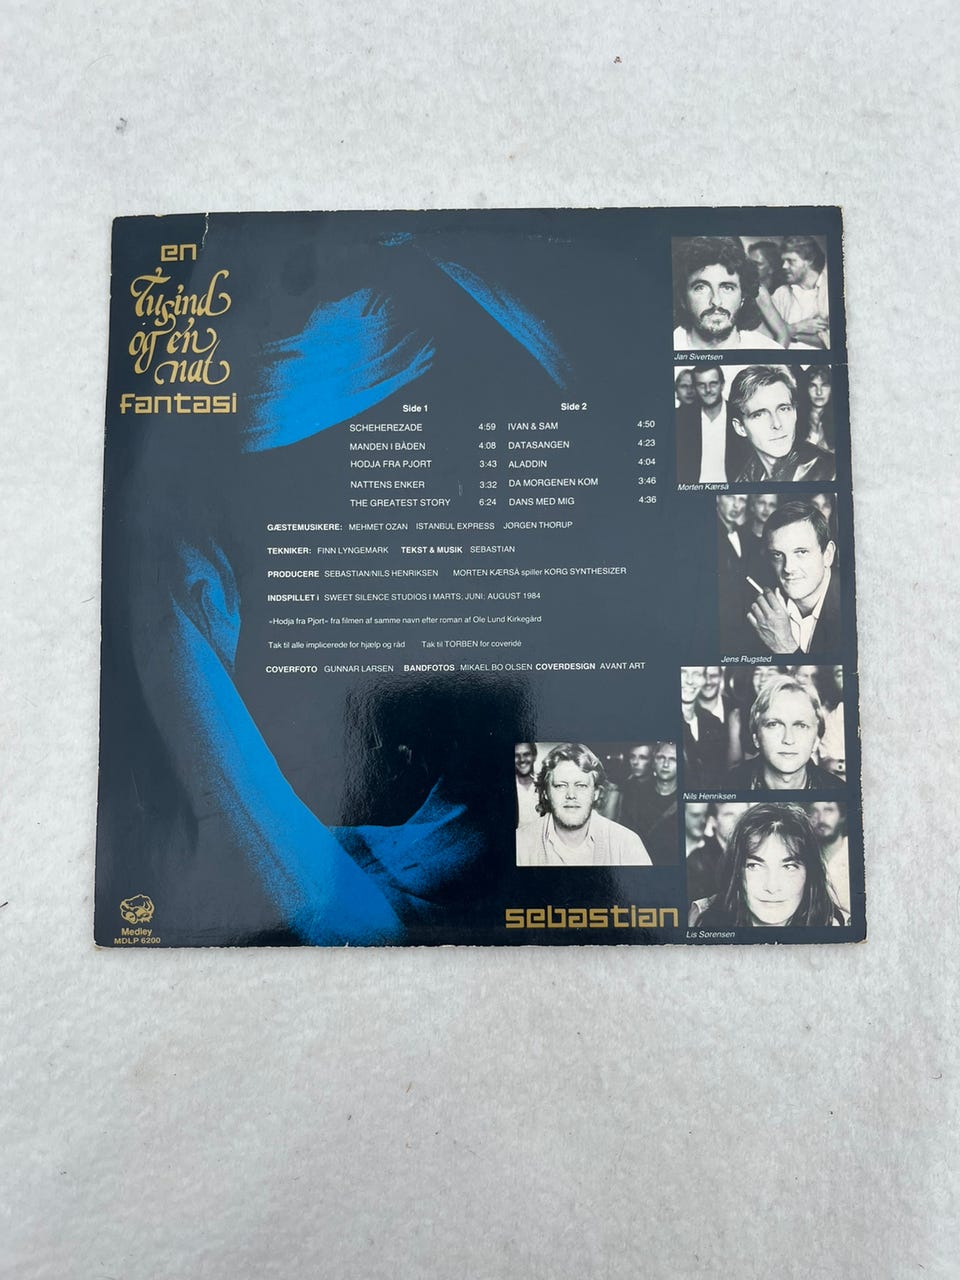 en
Tusind
og en
nat
fantasi
Side 1
SCHEHEREZADE 4:59
MANDEN I BÅDEN 4:08
HODJA FRA PJORT 3:43
NATTENS ENKER 3:32
THE GREATEST STORY 6:24
Side 2
IVAN & SAM 4:50
DATASANGEN 4:23
ALADDIN 4:04
DA MORGENEN KOM 3:46
DANS MED MIG 4:36
GÆSTEMUSIKERE: MEHMET OZAN ISTANBUL EXPRESS JØRGEN THORUP
TEKNIKER: FINN LYNGEMARK TEKST & MUSIK SEBASTIAN
PRODUCERE SEBASTIAN/NILS HENRIKSEN MORTEN KÆRSÅ spiller KORG SYNTHESIZER
INDSPILLET i SWEET SILENCE STUDIOS I MARTS; JUNI; AUGUST 1984
»Hodja fra Pjort« fra filmen af samme navn efter roman af Ole Lund Kirkegård
Tak til alle implicerede for hjælp og råd Tak til TORBEN for coveridé
COVERFOTO GUNNAR LARSEN BANDFOTOS MIKAEL BO OLSEN COVERDESIGN AVANT ART
Jan Sivertsen
Morten Kærså
Jens Rugsted
Nils Henriksen
Lis Sørensen
sebastian
Medley
MDLP 6200